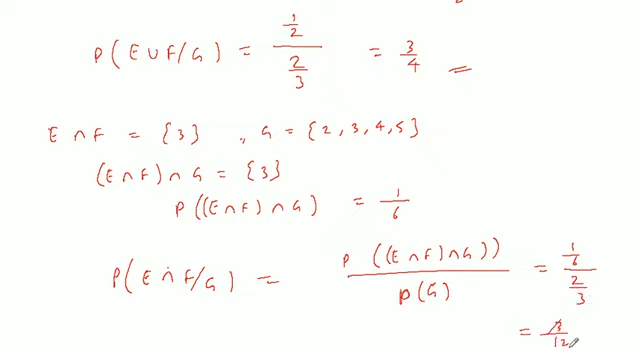 P(E∪F/G) = (1/2)/(2/3) = 3/4
E∩F = {3} , G = {2,3,4,5}
(E∩F)∩G = {3}
P((E∩F)∩G) = 1/6
P(E∩F/G) = P((E∩F)∩G))/P(G) = (1/6)/(2/3)
= 3/12